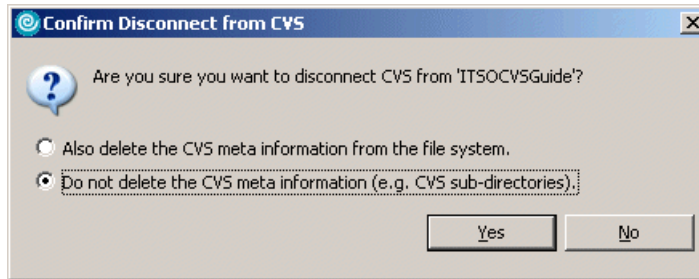 Confirm Disconnect from CVS
Are you sure you want to disconnect CVS from 'ITSOCVSGuide'?
Also delete the CVS meta information from the file system.
Do not delete the CVS meta information (e.g. CVS sub-directories).
Yes
No